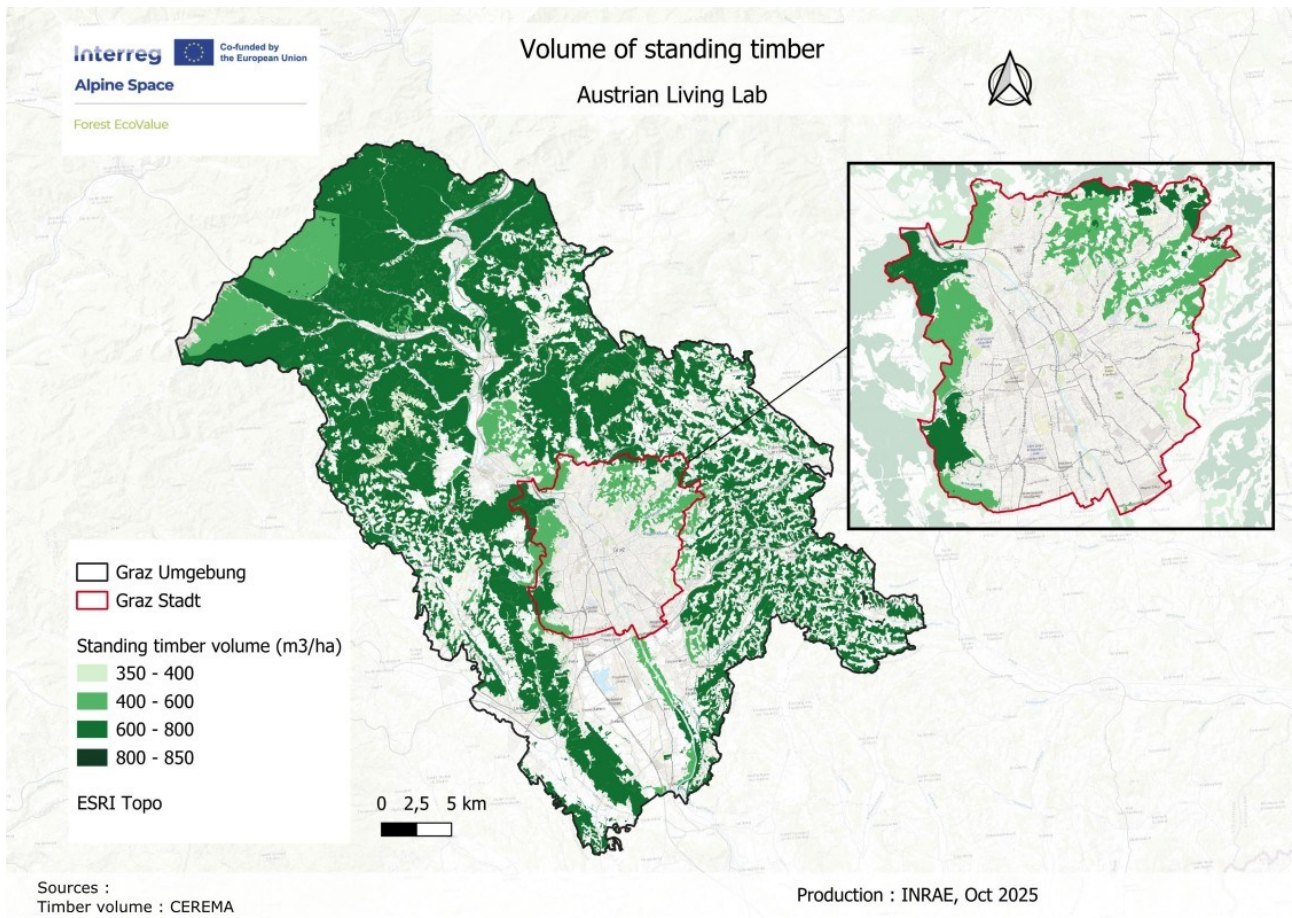 Interreg
Co-funded by
the European Union
Alpine Space
Forest EcoValue
Volume of standing timber
Austrian Living Lab
Graz Umgebung
Graz Stadt
Standing timber volume (m3/ha)
350 - 400
400 - 600
600 - 800
800 - 850
ESRI Topo
0 2,5 5 km
Sources :
Timber volume : CEREMA
Production : INRAE, Oct 2025